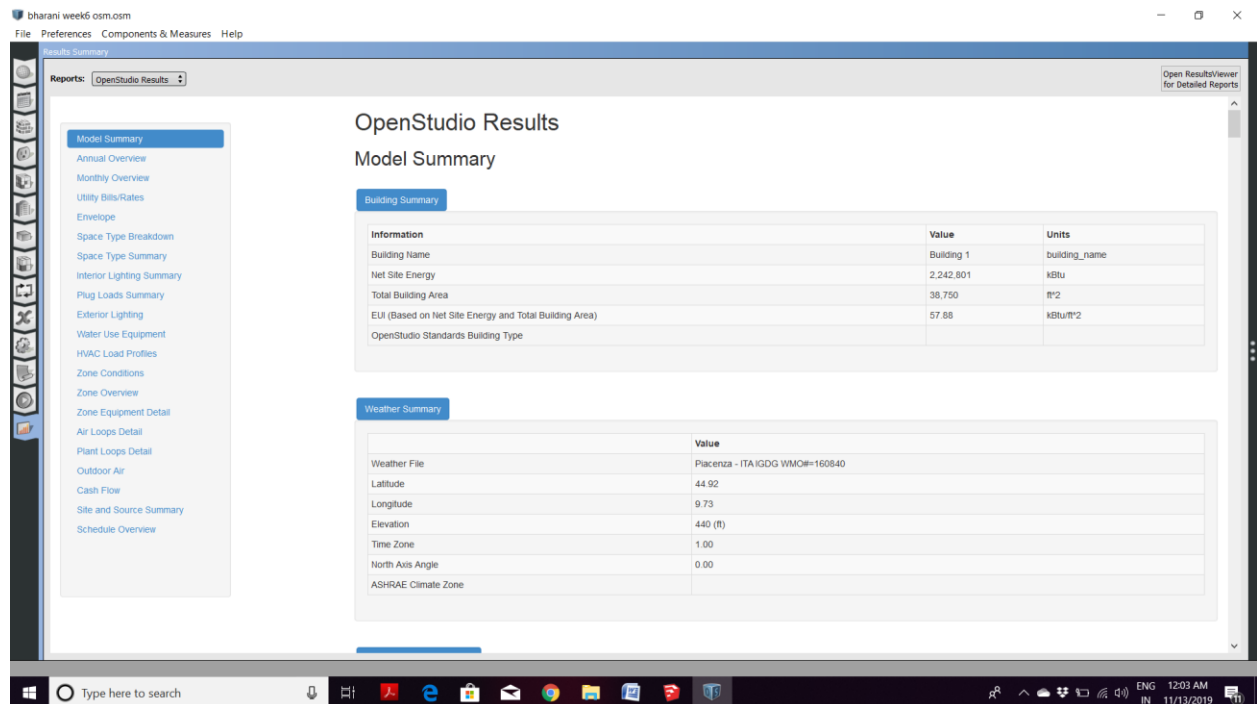 bharani week6 osm.osm
File Preferences Components & Measures Help
Results Summary
Reports: OpenStudio Results
Open ResultsViewer
for Detailed Reports
Model Summary
Annual Overview
Monthly Overview
Utility Bills/Rates
Envelope
Space Type Breakdown
Space Type Summary
Interior Lighting Summary
Plug Loads Summary
Exterior Lighting
Water Use Equipment
HVAC Load Profiles
Zone Conditions
Zone Overview
Zone Equipment Detail
Air Loops Detail
Plant Loops Detail
Outdoor Air
Cash Flow
Site and Source Summary
Schedule Overview
OpenStudio Results
Model Summary
Building Summary
Information Value Units
Building Name Building 1 building_name
Net Site Energy 2,242,801 kBtu
Total Building Area 38,750 ft^2
EUI (Based on Net Site Energy and Total Building Area) 57.88 kBtu/ft^2
OpenStudio Standards Building Type
Weather Summary
Value
Weather File Piacenza - ITA IGDG WMO#=160840
Latitude 44.92
Longitude 9.73
Elevation 440 (ft)
Time Zone 1.00
North Axis Angle 0.00
ASHRAE Climate Zone
Type here to search
ENG 12:03 AM
IN 11/13/2019